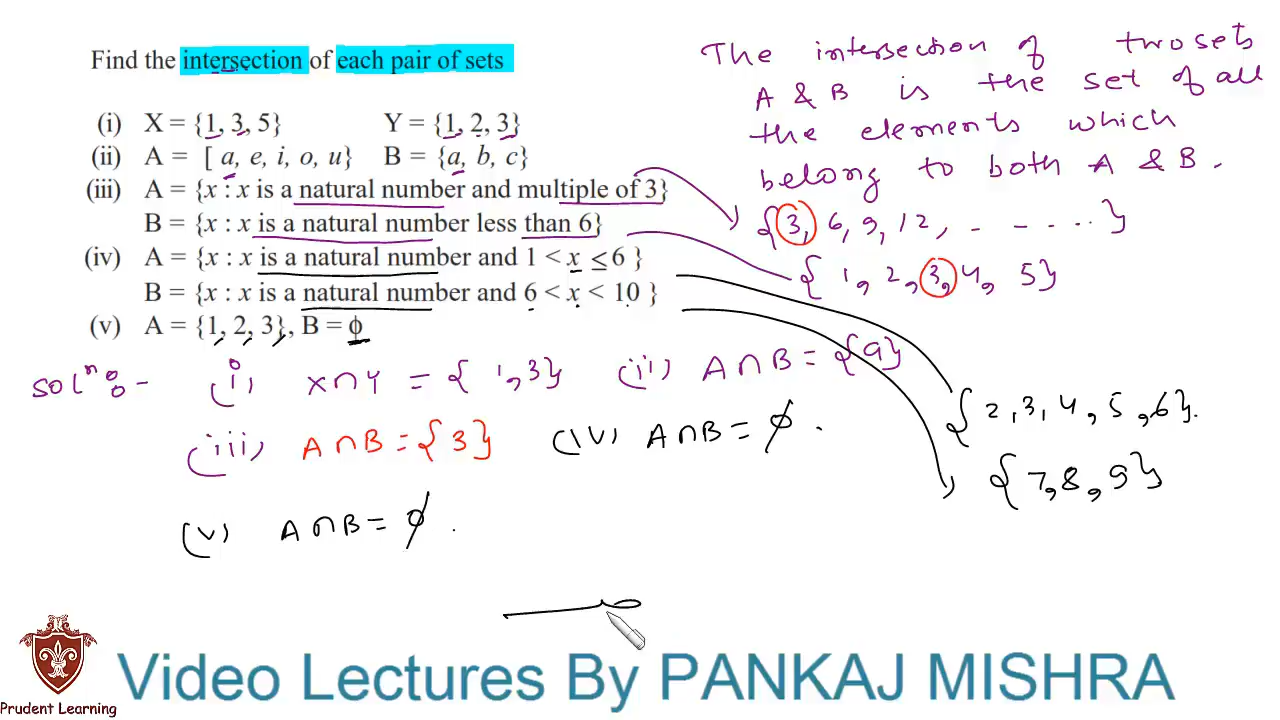 Find the intersection of each pair of sets
The intersection of two sets
A & B is the set of all
the elements which
belong to both A & B.
(i) X = {1, 3, 5} Y = {1, 2, 3}
(ii) A = [ a, e, i, o, u} B = {a, b, c}
(iii) A = {x : x is a natural number and multiple of 3}
B = {x : x is a natural number less than 6}
{3, 6, 9, 12, - - - ... . }
{ 1, 2, 3, 4, 5}
(iv) A = {x : x is a natural number and 1 < x ≤ 6 }
B = {x : x is a natural number and 6 < x < 10 }
(v) A = {1, 2, 3}, B = ϕ
Solⁿ :- (i) X∩Y = { 1, 3} (ii) A∩B = {a}
{2, 3, 4, 5, 6}.
(iii) A∩B = {3} (iv) A∩B = ϕ .
{7, 8, 9}
(v) A∩B = ϕ .
Video Lectures By PANKAJ MISHRA
Prudent Learning